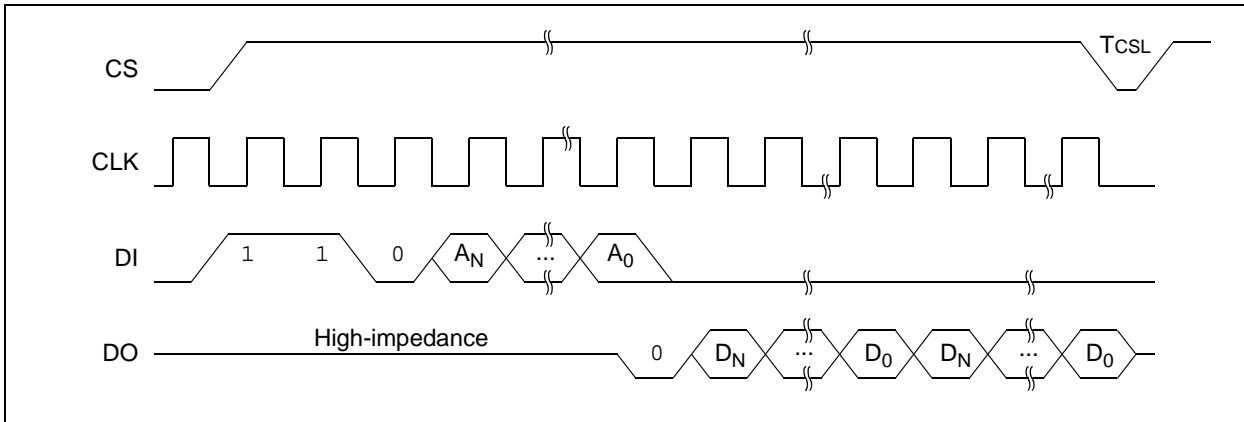 CS TCSL
CLK
DI 1 1 0 AN ... A0
High-impedance
DO 0 DN ... D0 DN ... D0